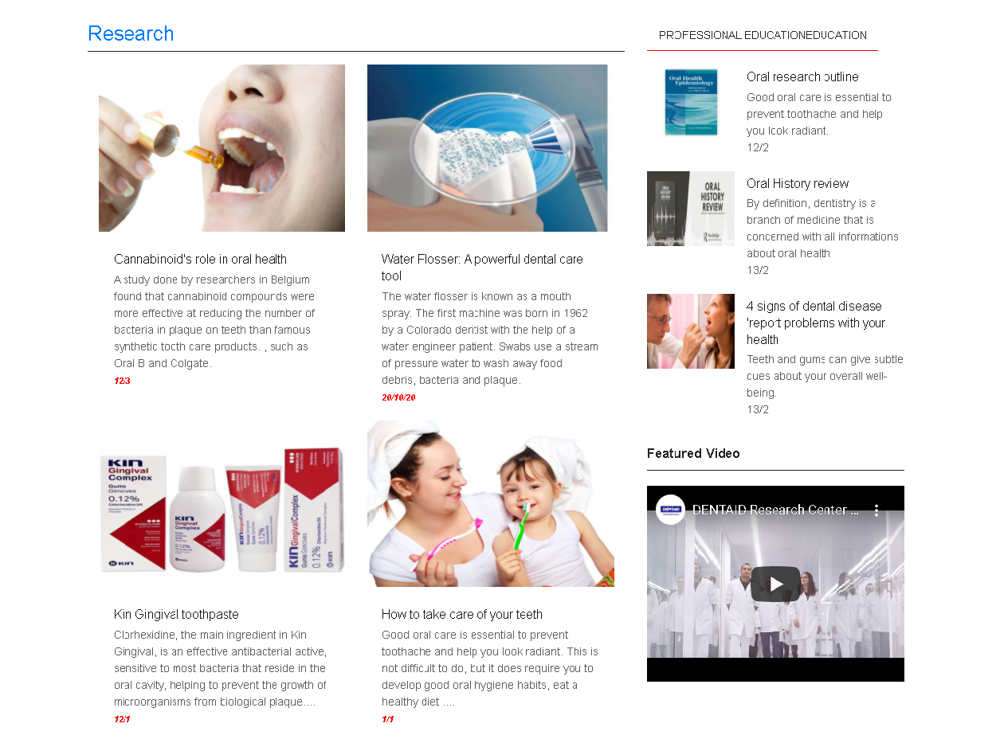 Research
Cannabinoid's role in oral health
A study done by researchers in Belgium
found that cannabinoid compounds were
more effective at reducing the number of
bacteria in plaque on teeth than famous
synthetic tooth care products. , such as
Oral B and Colgate.
12/3
Water Flosser: A powerful dental care
tool
The water flosser is known as a mouth
spray. The first machine was born in 1962
by a Colorado dentist with the help of a
water engineer patient. Swabs use a stream
of pressure water to wash away food
debris, bacteria and plaque.
20/10/20
KIN
Gingival
Complex
Gums
Gencives
0.12%
KIN
Gingival
Complex
KIN Gingival Complex
Gums
Gencives
0.12%
KIN
Kin Gingival toothpaste
Clorhexidine, the main ingredient in Kin
Gingival, is an effective antibacterial active,
sensitive to most bacteria that reside in the
oral cavity, helping to prevent the growth of
microorganisms from biological plaque....
12/1
How to take care of your teeth
Good oral care is essential to prevent
toothache and help you look radiant. This is
not difficult to do, but it does require you to
develop good oral hygiene habits, eat a
healthy diet ....
1/1
PROFESSIONAL EDUCATIONEDUCATION
Oral Health
Epidemiology
Oral research outline
Good oral care is essential to
prevent toothache and help
you look radiant.
12/2
ORAL
HISTORY
REVIEW
ORAL
HISTORY
REVIEW
Oral History review
By definition, dentistry is a
branch of medicine that is
concerned with all informations
about oral health
13/2
4 signs of dental disease
'report' problems with your
health
Teeth and gums can give subtle
cues about your overall well-
being.
13/2
Featured Video
DENTAID
DENTAID Research Center ...